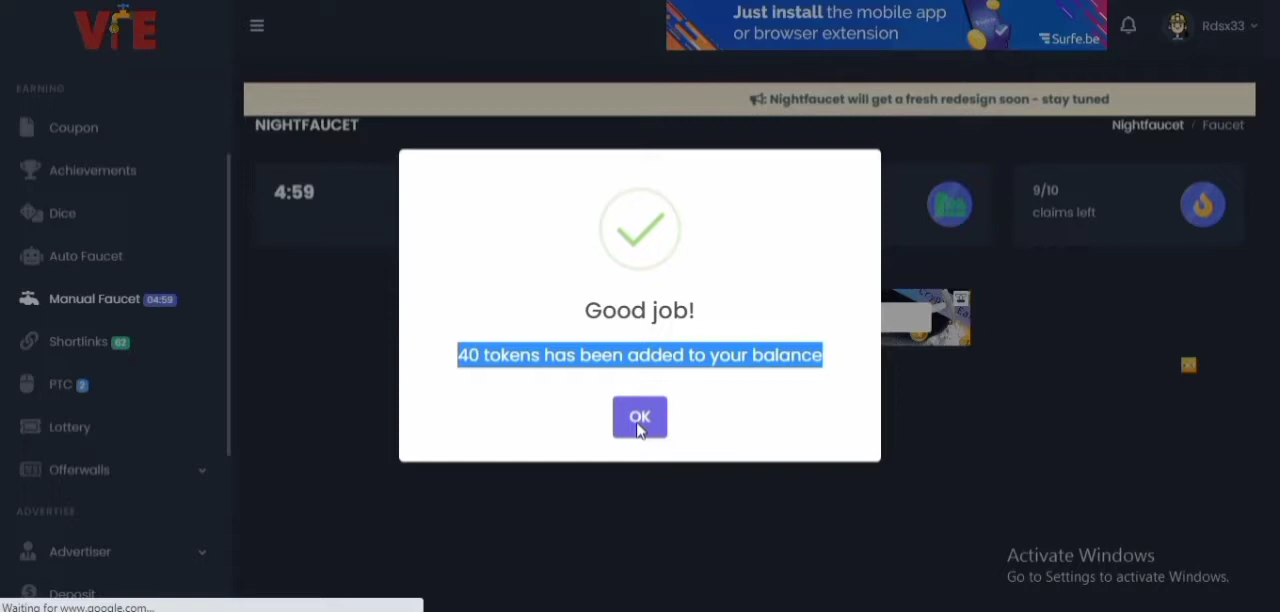 VIE
Just install the mobile app
or browser extension
Surfe.be
Rdsx33
EARNING
Nightfaucet will get a fresh redesign soon - stay tuned
NIGHTFAUCET
Nightfaucet / Faucet
Coupon
Achievements
Dice
Auto Faucet
Manual Faucet 04:59
Shortlinks 62
PTC 2
Lottery
Offerwalls
ADVERTISE
Advertiser
Deposit
4:59
9/10
claims left
Good job!
40 tokens has been added to your balance
OK
Activate Windows
Go to Settings to activate Windows.
Waiting for www.google.com...